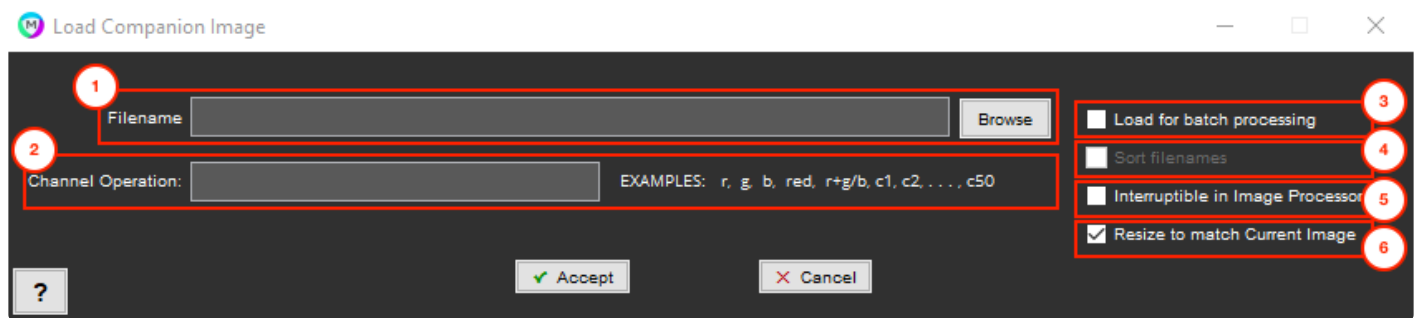 M Load Companion Image
1
Filename Browse
3
Load for batch processing
2
Channel Operation: EXAMPLES: r, g, b, red, r+g/b, c1, c2, . . . , c50
4
Sort filenames
Interruptible in Image Processor
5
Resize to match Current Image
6
? Accept Cancel